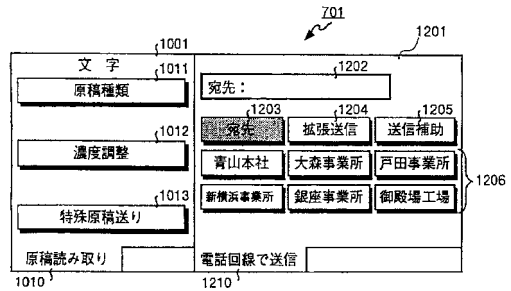 701
1001
1201
文 字
1011
原稿種類
1202
宛先：
1203
1204
1205
宛先
拡張送信
送信補助
1012
濃度調整
青山本社
大森事業所
戸田事業所
1206
新横浜事業所
銀座事業所
御殿場工場
1013
特殊原稿送り
原稿読み取り
電話回線で送信
1010
1210